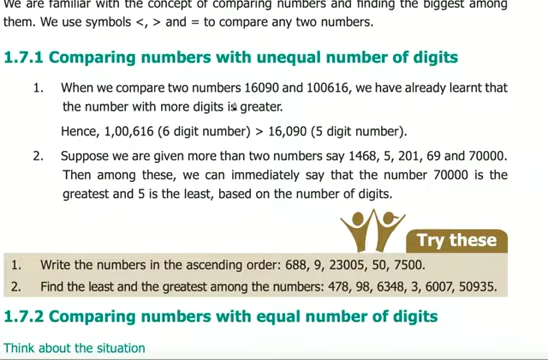 We are familiar with the concept of comparing numbers and finding the biggest among
them. We use symbols <, > and = to compare any two numbers.
1.7.1 Comparing numbers with unequal number of digits
1. When we compare two numbers 16090 and 100616, we have already learnt that
the number with more digits is greater.
Hence, 1,00,616 (6 digit number) > 16,090 (5 digit number).
2. Suppose we are given more than two numbers say 1468, 5, 201, 69 and 70000.
Then among these, we can immediately say that the number 70000 is the
greatest and 5 is the least, based on the number of digits.
Try these
1. Write the numbers in the ascending order: 688, 9, 23005, 50, 7500.
2. Find the least and the greatest among the numbers: 478, 98, 6348, 3, 6007, 50935.
1.7.2 Comparing numbers with equal number of digits
Think about the situation